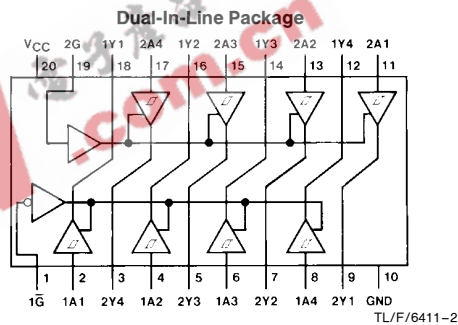 Dual-In-Line Package
VCC 2G 1Y1 2A4 1Y2 2A3 1Y3 2A2 1Y4 2A1
20 19 18 17 16 15 14 13 12 11
1 2 3 4 5 6 7 8 9 10
1G̅ 1A1 2Y4 1A2 2Y3 1A3 2Y2 1A4 2Y1 GND
TL/F/6411–2
.com.cn